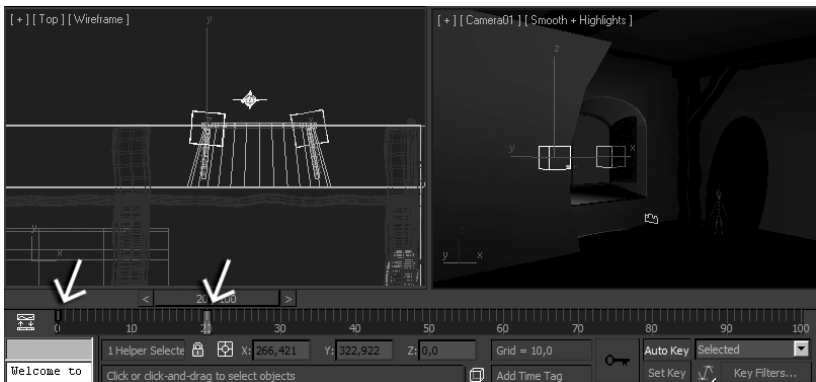 [ + ] [ Top ] [ Wireframe ]
y
x
y
x
[ + ] [ Camera01 ] [ Smooth + Highlights ]
z
y
x
z
y
x
< 20 / 100 >
0 10 20 30 40 50 60 70 80 90 100
1 Helper Selecte X: 266,421 Y: 322,922 Z: 0,0 Grid = 10,0 Auto Key Selected
Welcome to Click or click-and-drag to select objects Add Time Tag Set Key Key Filters...